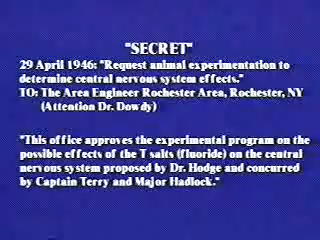 "SECRET"
29 April 1946: "Request animal experimentation to
determine central nervous system effects."
TO: The Area Engineer Rochester Area, Rochester, NY
(Attention Dr. Dowdy)
"This office approves the experimental program on the
possible effects of the T salts (fluoride) on the central
nervous system proposed by Dr. Hodge and concurred
by Captain Terry and Major Hadlock."